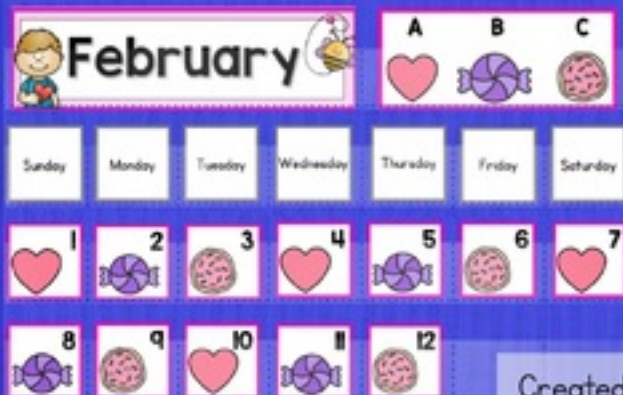 February
A B C
Sunday Monday Tuesday Wednesday Thursday Friday Saturday
1 2 3 4 5 6 7
8 9 10 11 12
Created